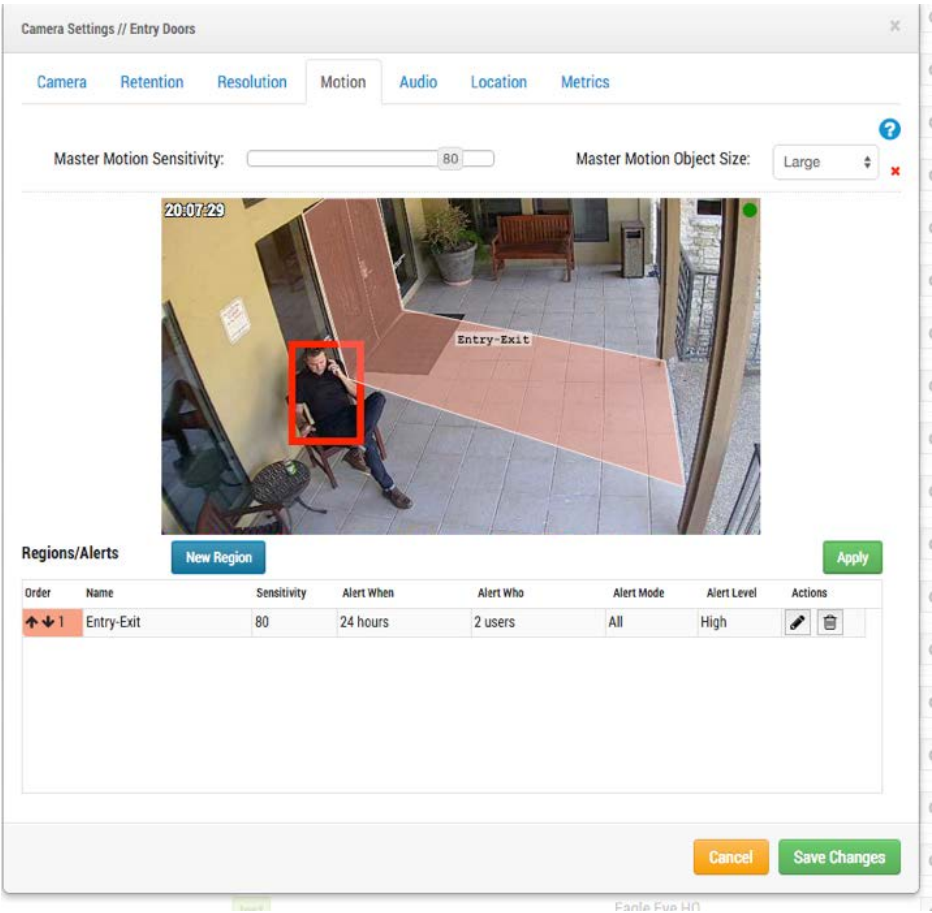 Camera Settings // Entry Doors ×
Camera Retention Resolution Motion Audio Location Metrics
?
Master Motion Sensitivity: 80 Master Motion Object Size: Large
20:07:29
Entry-Exit
Regions/Alerts New Region Apply
Order Name Sensitivity Alert When Alert Who Alert Mode Alert Level Actions
1 Entry-Exit 80 24 hours 2 users All High
Cancel Save Changes
Eagle Eye HQ